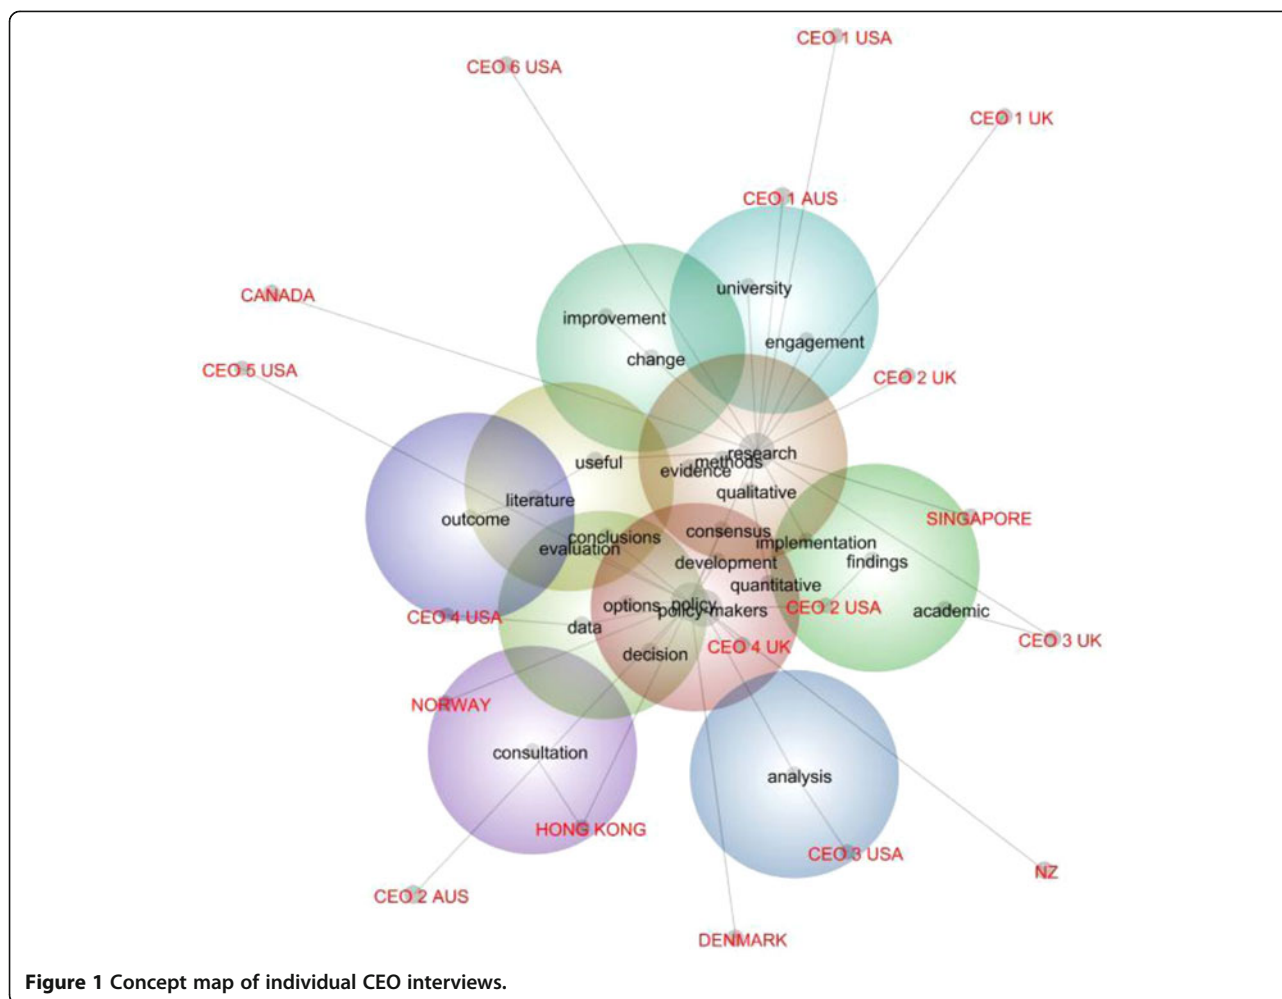 CEO 1 USA
CEO 6 USA
CEO 1 UK
CEO 1 AUS
university
CANADA
improvement
engagement
change
CEO 5 USA
CEO 2 UK
research
useful
methods
evidence
qualitative
literature
outcome
SINGAPORE
consensus
conclusions
implementation
evaluation
development
findings
quantitative
options
policy
policy-makers
CEO 2 USA
academic
CEO 4 USA
data
CEO 3 UK
CEO 4 UK
decision
NORWAY
consultation
analysis
HONG KONG
CEO 3 USA
NZ
CEO 2 AUS
DENMARK
Figure 1 Concept map of individual CEO interviews.